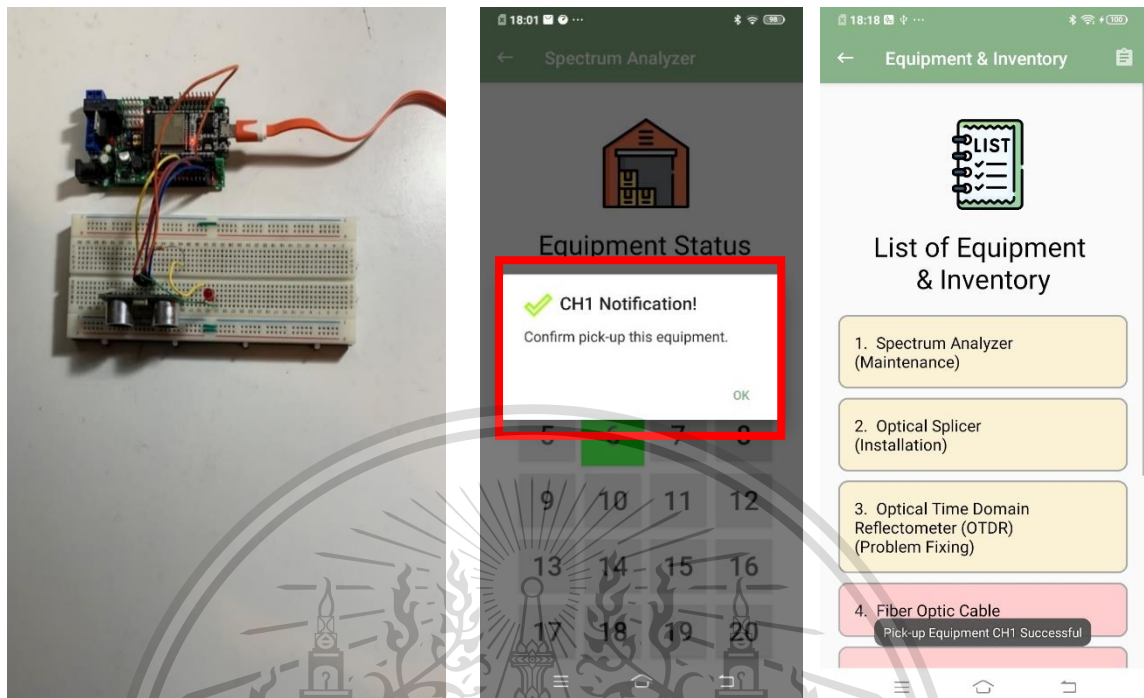 18:01
98
Spectrum Analyzer
Equipment Status
CH1 Notification!
Confirm pick-up this equipment.
OK
5 6 7 8
9 10 11 12
13 14 15 16
17 18 19 20
18:18
100
Equipment & Inventory
LIST
List of Equipment
& Inventory
1. Spectrum Analyzer
(Maintenance)
2. Optical Splicer
(Installation)
3. Optical Time Domain
Reflectometer (OTDR)
(Problem Fixing)
4. Fiber Optic Cable
Pick-up Equipment CH1 Successful